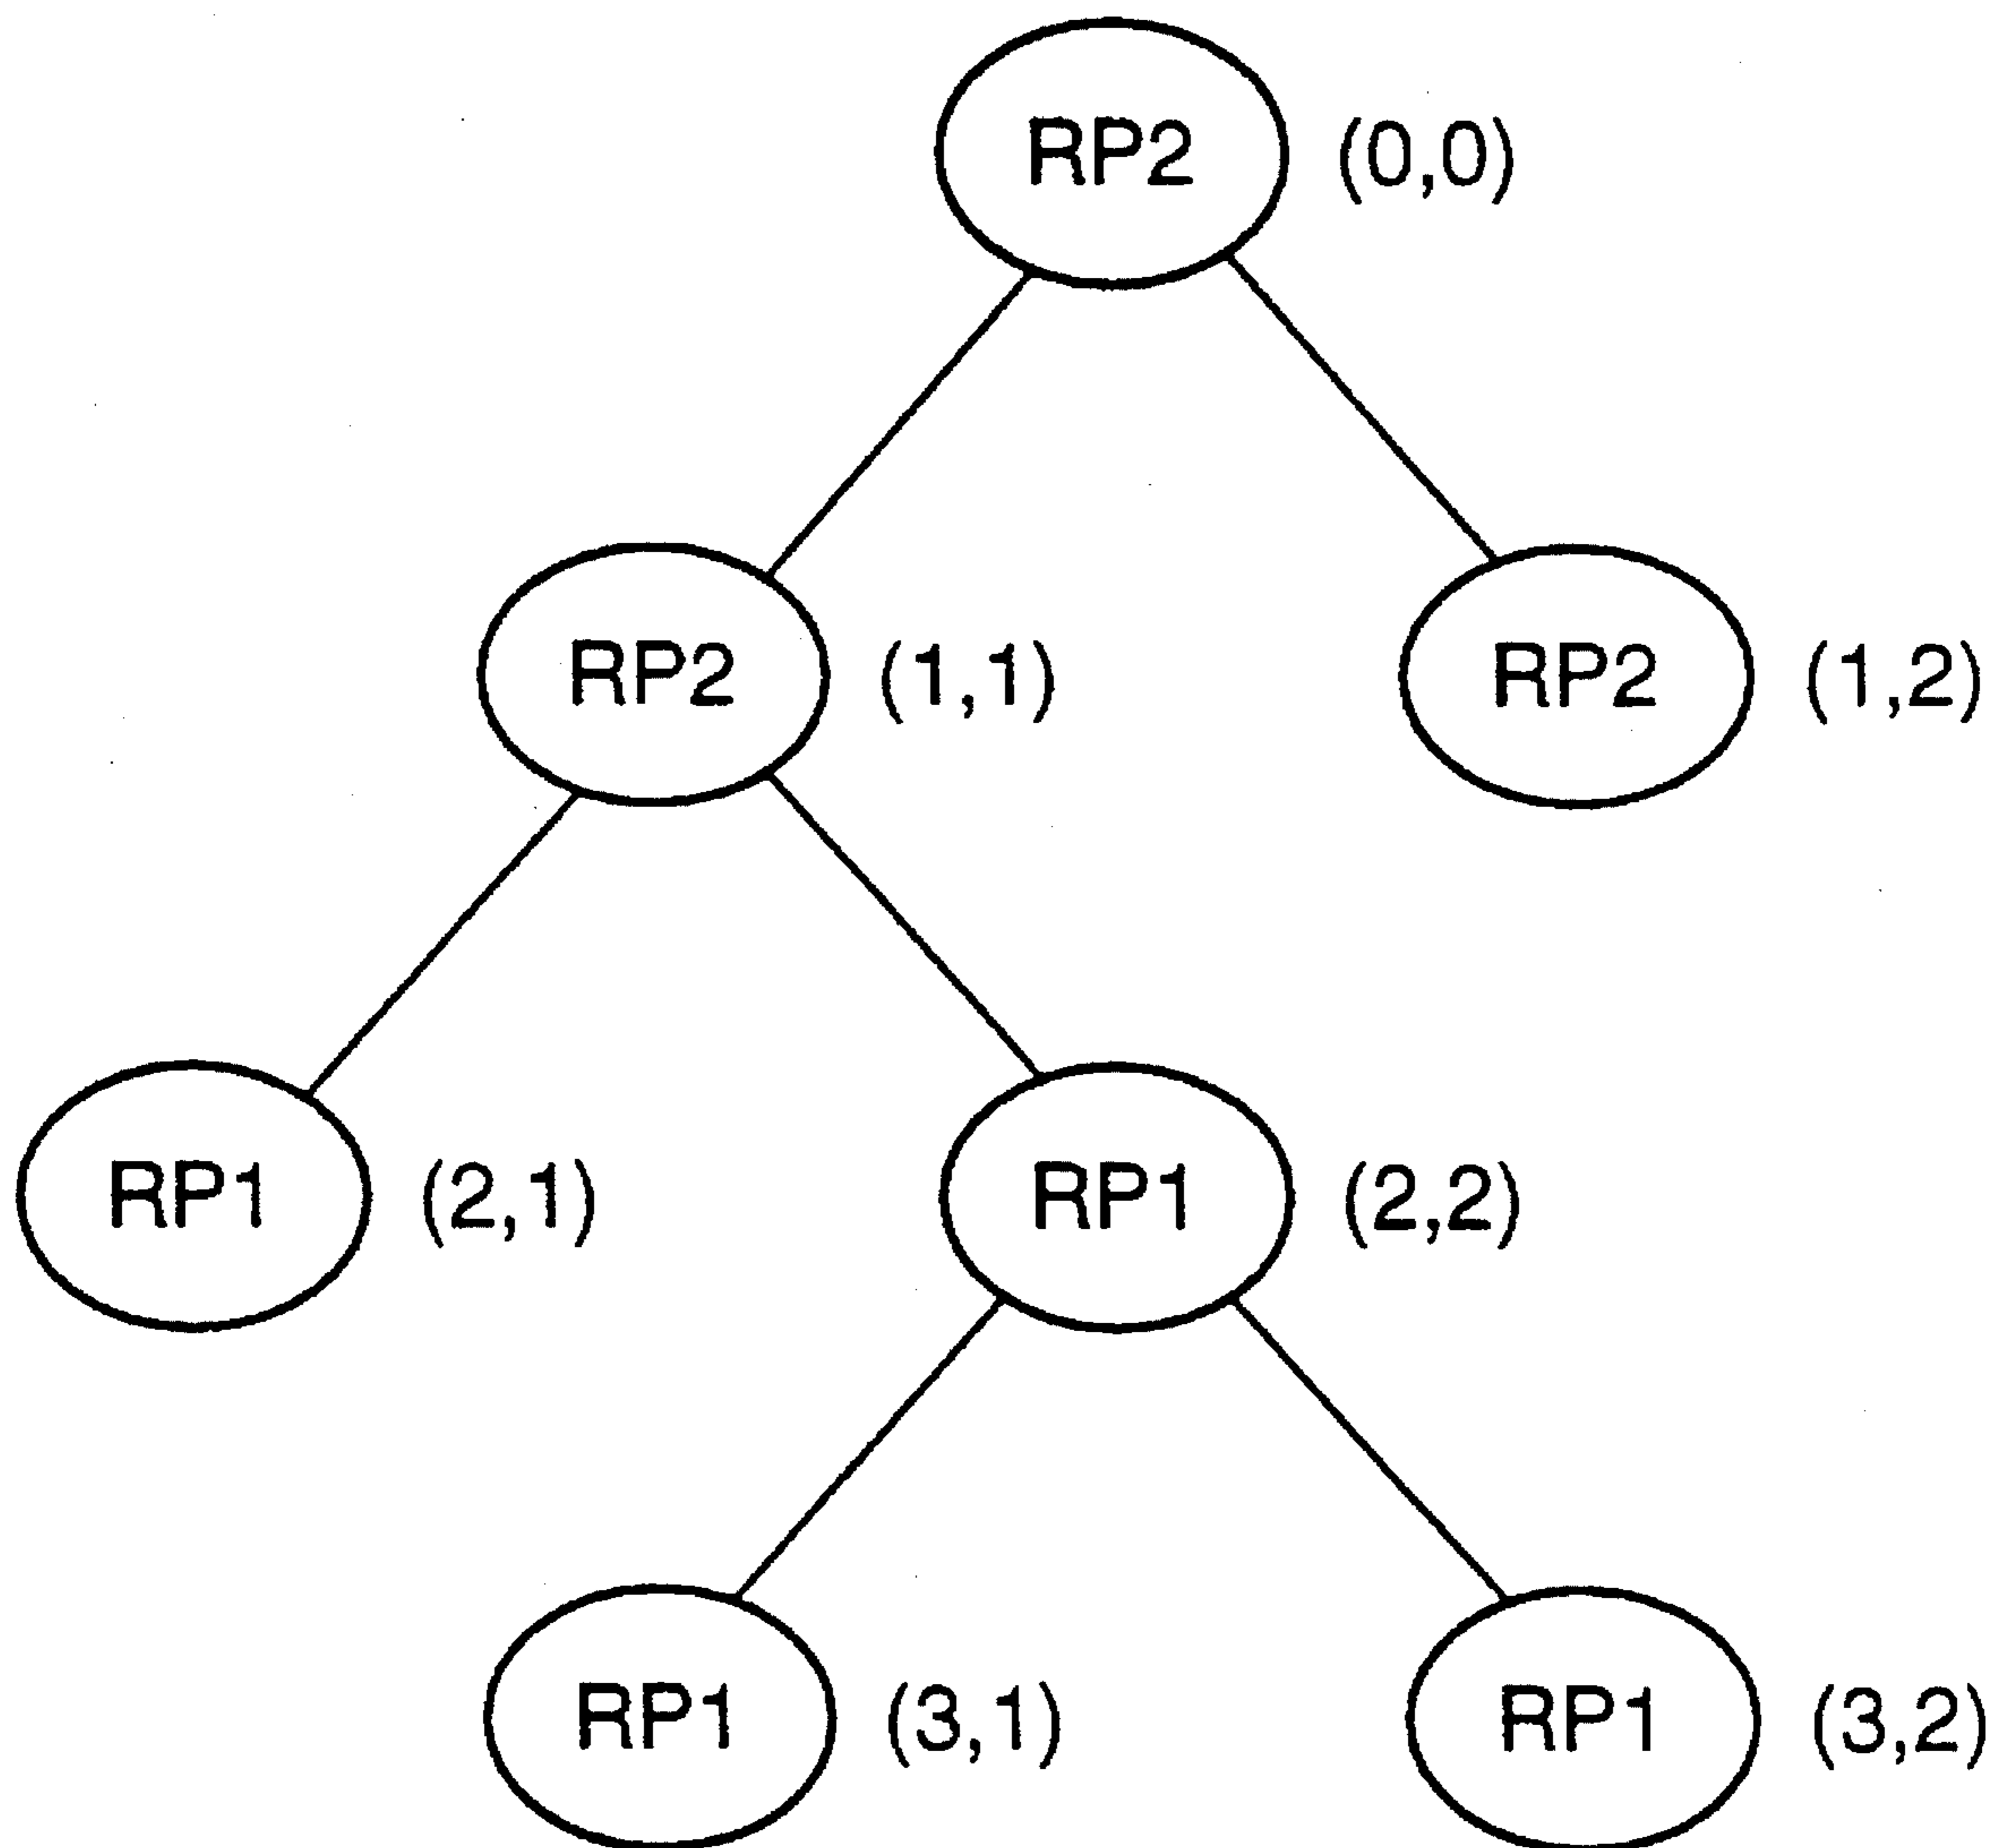 RP2 (0,0)
RP2 (1,1) RP2 (1,2)
RP1 (2,1) RP1 (2,2)
RP1 (3,1) RP1 (3,2)